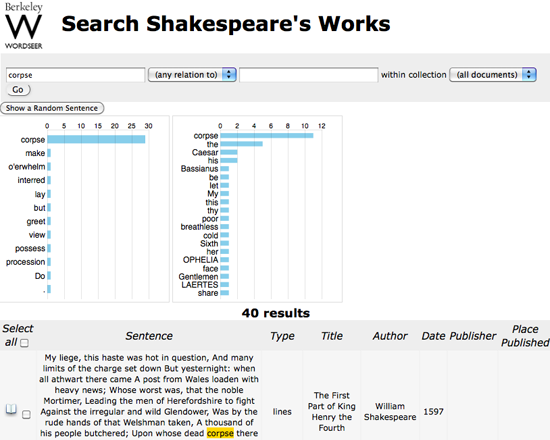 Berkeley
W
WORDSEER
Search Shakespeare's Works
corpse (any relation to) within collection (all documents)
Go
Show a Random Sentence
0 5 10 15 20 25 30
corpse
make
o'erwhelm
interred
lay
but
greet
view
possess
procession
Do
.
0 2 4 6 8 10 12
corpse
the
Caesar
his
Bassianus
be
let
My
this
thy
poor
breathless
cold
Sixth
her
OPHELIA
face
Gentlemen
LAERTES
share
40 results
Select all Sentence Type Title Author Date Publisher Place Published
My liege, this haste was hot in question, And many
limits of the charge set down But yesternight: when
all athwart there came A post from Wales loaden with
heavy news; Whose worst was, that the noble
Mortimer, Leading the men of Herefordshire to fight
Against the irregular and wild Glendower, Was by the
rude hands of that Welshman taken, A thousand of
his people butchered; Upon whose dead corpse there
lines
The First
Part of King
Henry the
Fourth
William
Shakespeare
1597